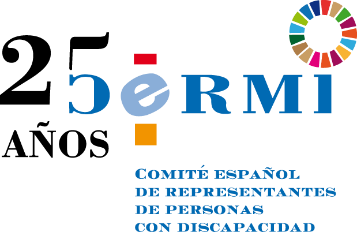 25 cermi
AÑOS
COMITÉ ESPAÑOL
DE REPRESENTANTES
DE PERSONAS
CON DISCAPACIDAD